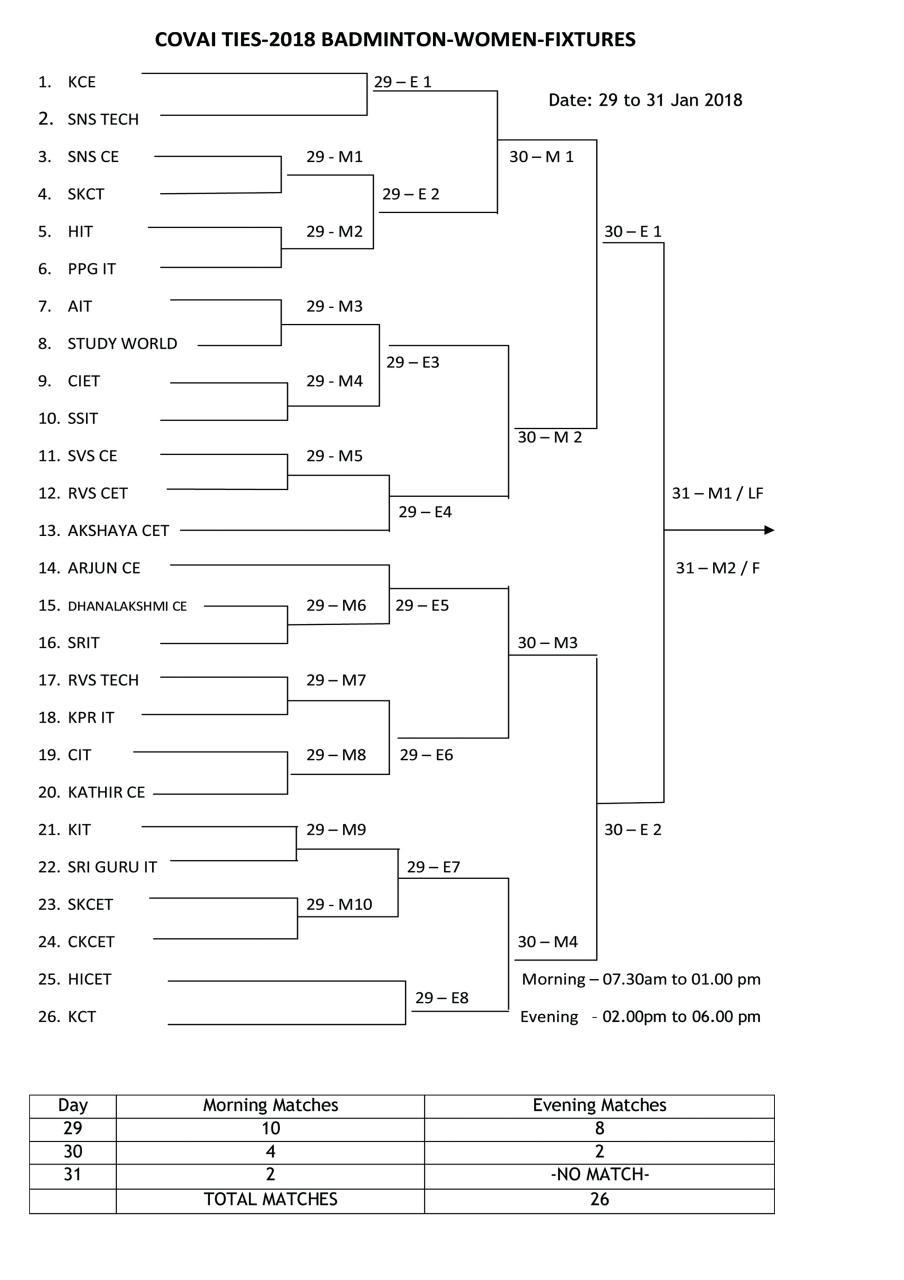 COVAI TIES-2018 BADMINTON-WOMEN-FIXTURES
1. KCE
29 – E 1
Date: 29 to 31 Jan 2018
2. SNS TECH
3. SNS CE
29 - M1
30 – M 1
4. SKCT
29 – E 2
5. HIT
29 - M2
30 – E 1
6. PPG IT
7. AIT
29 - M3
8. STUDY WORLD
29 – E3
9. CIET
29 - M4
10. SSIT
30 – M 2
11. SVS CE
29 - M5
12. RVS CET
31 – M1 / LF
29 – E4
13. AKSHAYA CET
14. ARJUN CE
31 – M2 / F
15. DHANALAKSHMI CE
29 – M6
29 – E5
16. SRIT
30 – M3
17. RVS TECH
29 – M7
18. KPR IT
19. CIT
29 – M8
29 – E6
20. KATHIR CE
21. KIT
29 – M9
30 – E 2
22. SRI GURU IT
29 – E7
23. SKCET
29 - M10
24. CKCET
30 – M4
25. HICET
Morning – 07.30am to 01.00 pm
29 – E8
26. KCT
Evening - 02.00pm to 06.00 pm
Day Morning Matches Evening Matches
29 10 8
30 4 2
31 2 -NO MATCH-
TOTAL MATCHES 26